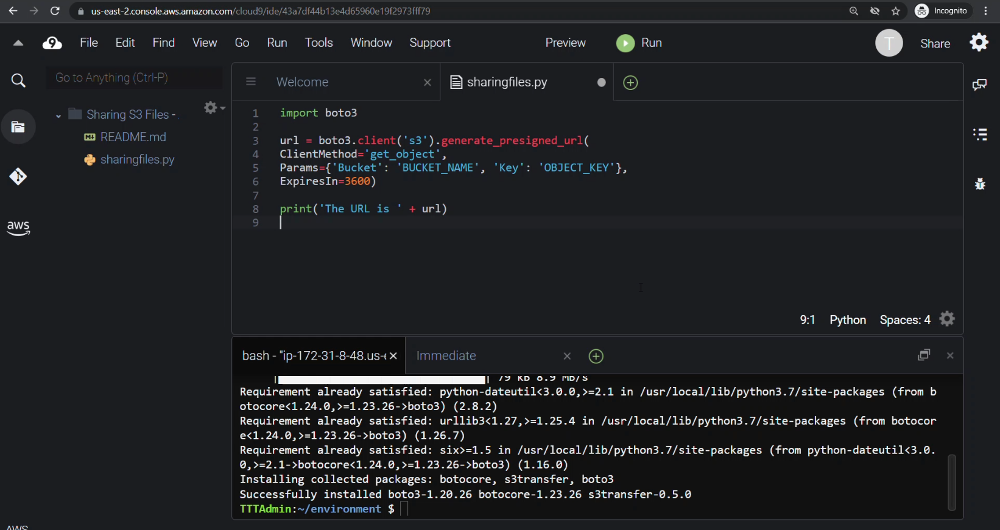 us-east-2.console.aws.amazon.com/cloud9/ide/43a7df44b13e4d65960e19f2973fff79
Incognito
9 File Edit Find View Go Run Tools Window Support Preview Run T Share
Go to Anything (Ctrl-P)
Welcome
sharingfiles.py
Sharing S3 Files -
README.md
sharingfiles.py
aws
1 import boto3
2
3 url = boto3.client('s3').generate_presigned_url(
4 ClientMethod='get_object',
5 Params={'Bucket': 'BUCKET_NAME', 'Key': 'OBJECT_KEY'},
6 ExpiresIn=3600)
7
8 print('The URL is ' + url)
9
9:1 Python Spaces: 4
bash - "ip-172-31-8-48.us-e
Immediate
79 kB 8.9 MB/s
Requirement already satisfied: python-dateutil<3.0.0,>=2.1 in /usr/local/lib/python3.7/site-packages (from b
otocore<1.24.0,>=1.23.26->boto3) (2.8.2)
Requirement already satisfied: urllib3<1.27,>=1.25.4 in /usr/local/lib/python3.7/site-packages (from botocor
e<1.24.0,>=1.23.26->boto3) (1.26.7)
Requirement already satisfied: six>=1.5 in /usr/local/lib/python3.7/site-packages (from python-dateutil<3.0.
0,>=2.1->botocore<1.24.0,>=1.23.26->boto3) (1.16.0)
Installing collected packages: botocore, s3transfer, boto3
Successfully installed boto3-1.20.26 botocore-1.23.26 s3transfer-0.5.0
TTTAdmin:~/environment $
AWS